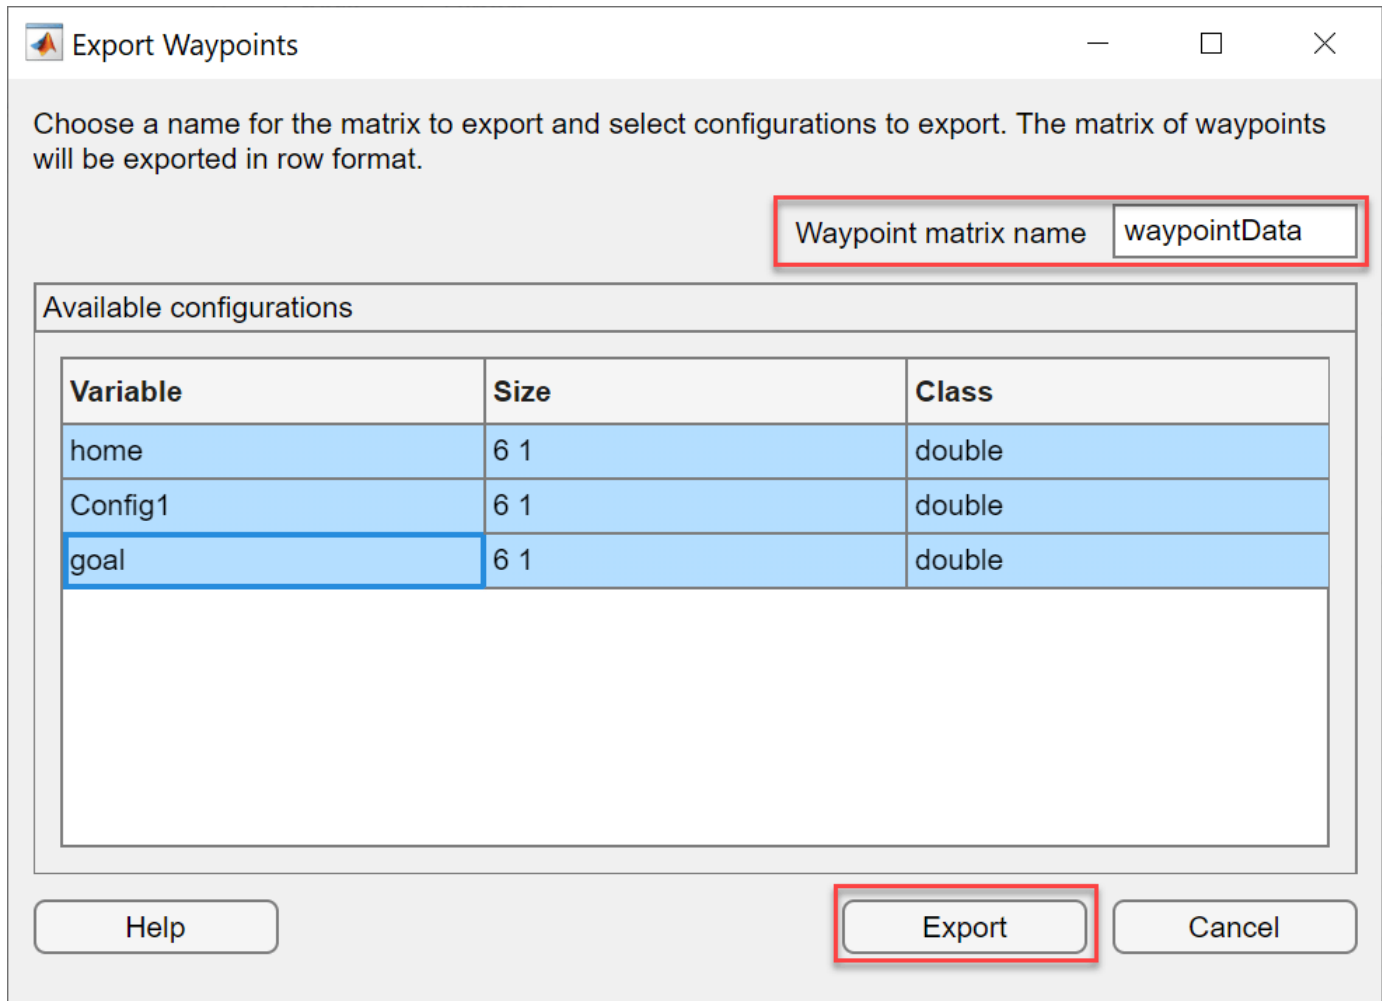 Export Waypoints
Choose a name for the matrix to export and select configurations to export. The matrix of waypoints
will be exported in row format.
Waypoint matrix name waypointData
Available configurations
Variable Size Class
home 6 1 double
Config1 6 1 double
goal 6 1 double
Help Export Cancel